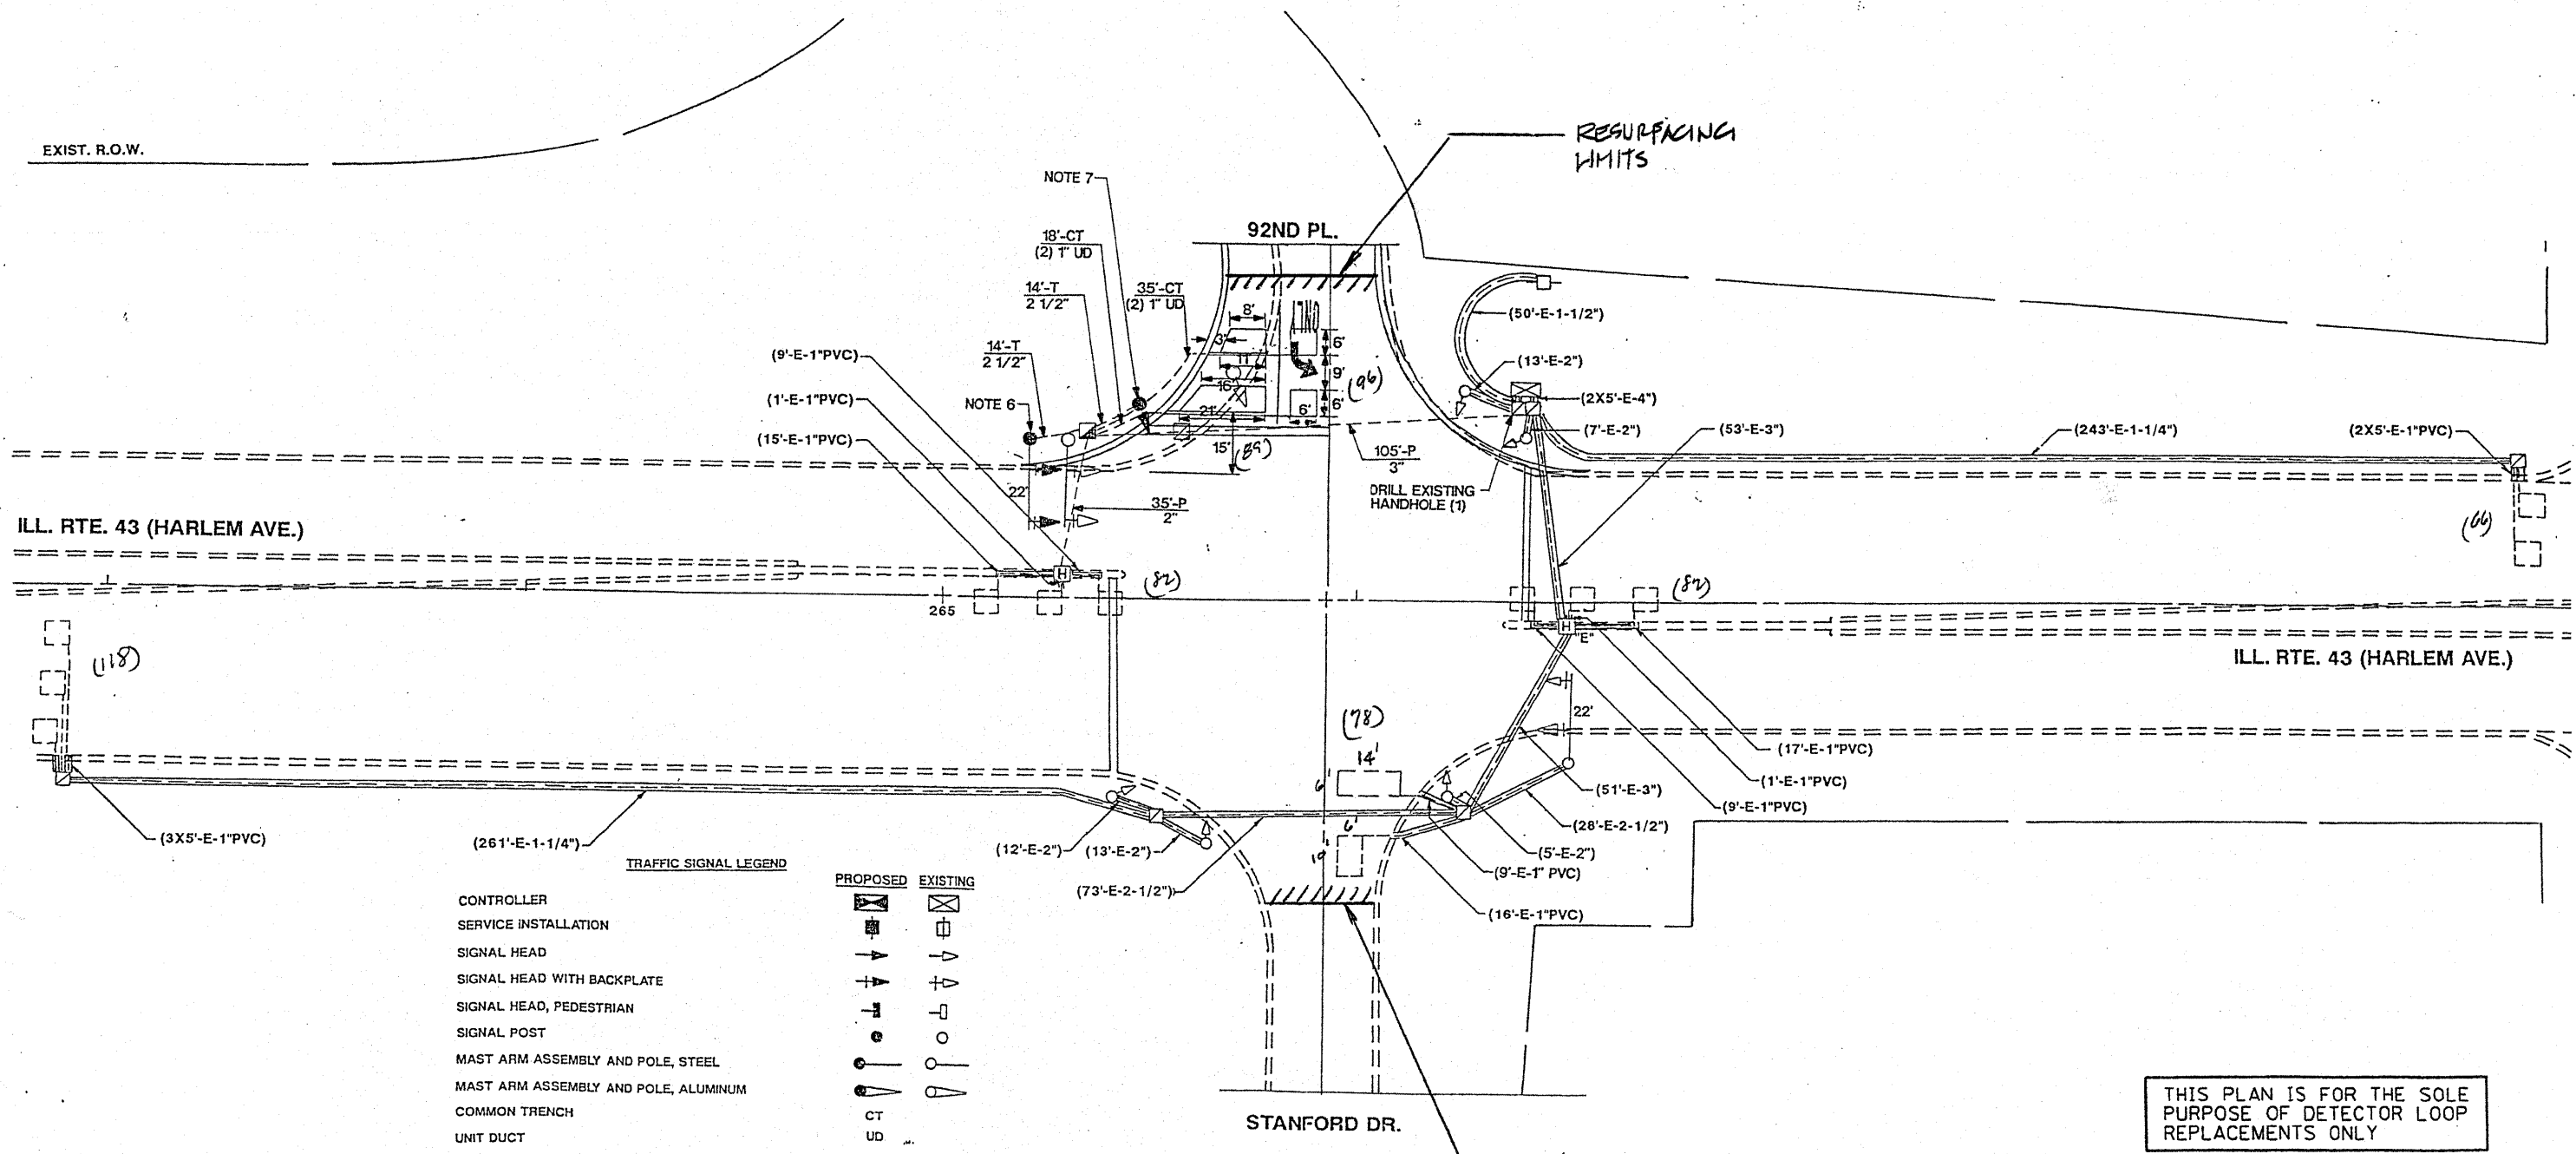 EXIST. R.O.W.
RESURFACING
LIMITS
NOTE 7
92ND PL.
18'-CT
(2) 1" UD
14'-T
2 1/2"
35'-CT
(2) 1" UD
8'
3'
6'
9'
6'
11'
16'
21'
6'
15'
(96)
(89)
(50'-E-1-1/2")
(13'-E-2")
(2X5'-E-4")
(7'-E-2")
(53'-E-3")
(243'-E-1-1/4")
(2X5'-E-1"PVC)
14'-T
2 1/2"
(9'-E-1"PVC)
(1'-E-1"PVC)
NOTE 6
(15'-E-1"PVC)
105'-P
3"
DRILL EXISTING
HANDHOLE (1)
22'
35'-P
2"
(66)
ILL. RTE. 43 (HARLEM AVE.)
H
(82)
265
(82)
H
"E"
ILL. RTE. 43 (HARLEM AVE.)
(118)
(78)
14'
6'
22'
(17'-E-1"PVC)
(1'-E-1"PVC)
(51'-E-3")
(9'-E-1"PVC)
(28'-E-2-1/2")
6'
(5'-E-2")
(9'-E-1" PVC)
(16'-E-1"PVC)
(3X5'-E-1"PVC)
(261'-E-1-1/4")
(12'-E-2")
(13'-E-2")
(73'-E-2-1/2")
TRAFFIC SIGNAL LEGEND
PROPOSED EXISTING
CONTROLLER
SERVICE INSTALLATION
SIGNAL HEAD
SIGNAL HEAD WITH BACKPLATE
SIGNAL HEAD, PEDESTRIAN
SIGNAL POST
MAST ARM ASSEMBLY AND POLE, STEEL
MAST ARM ASSEMBLY AND POLE, ALUMINUM
COMMON TRENCH CT
UNIT DUCT UD
STANFORD DR.
THIS PLAN IS FOR THE SOLE
PURPOSE OF DETECTOR LOOP
REPLACEMENTS ONLY